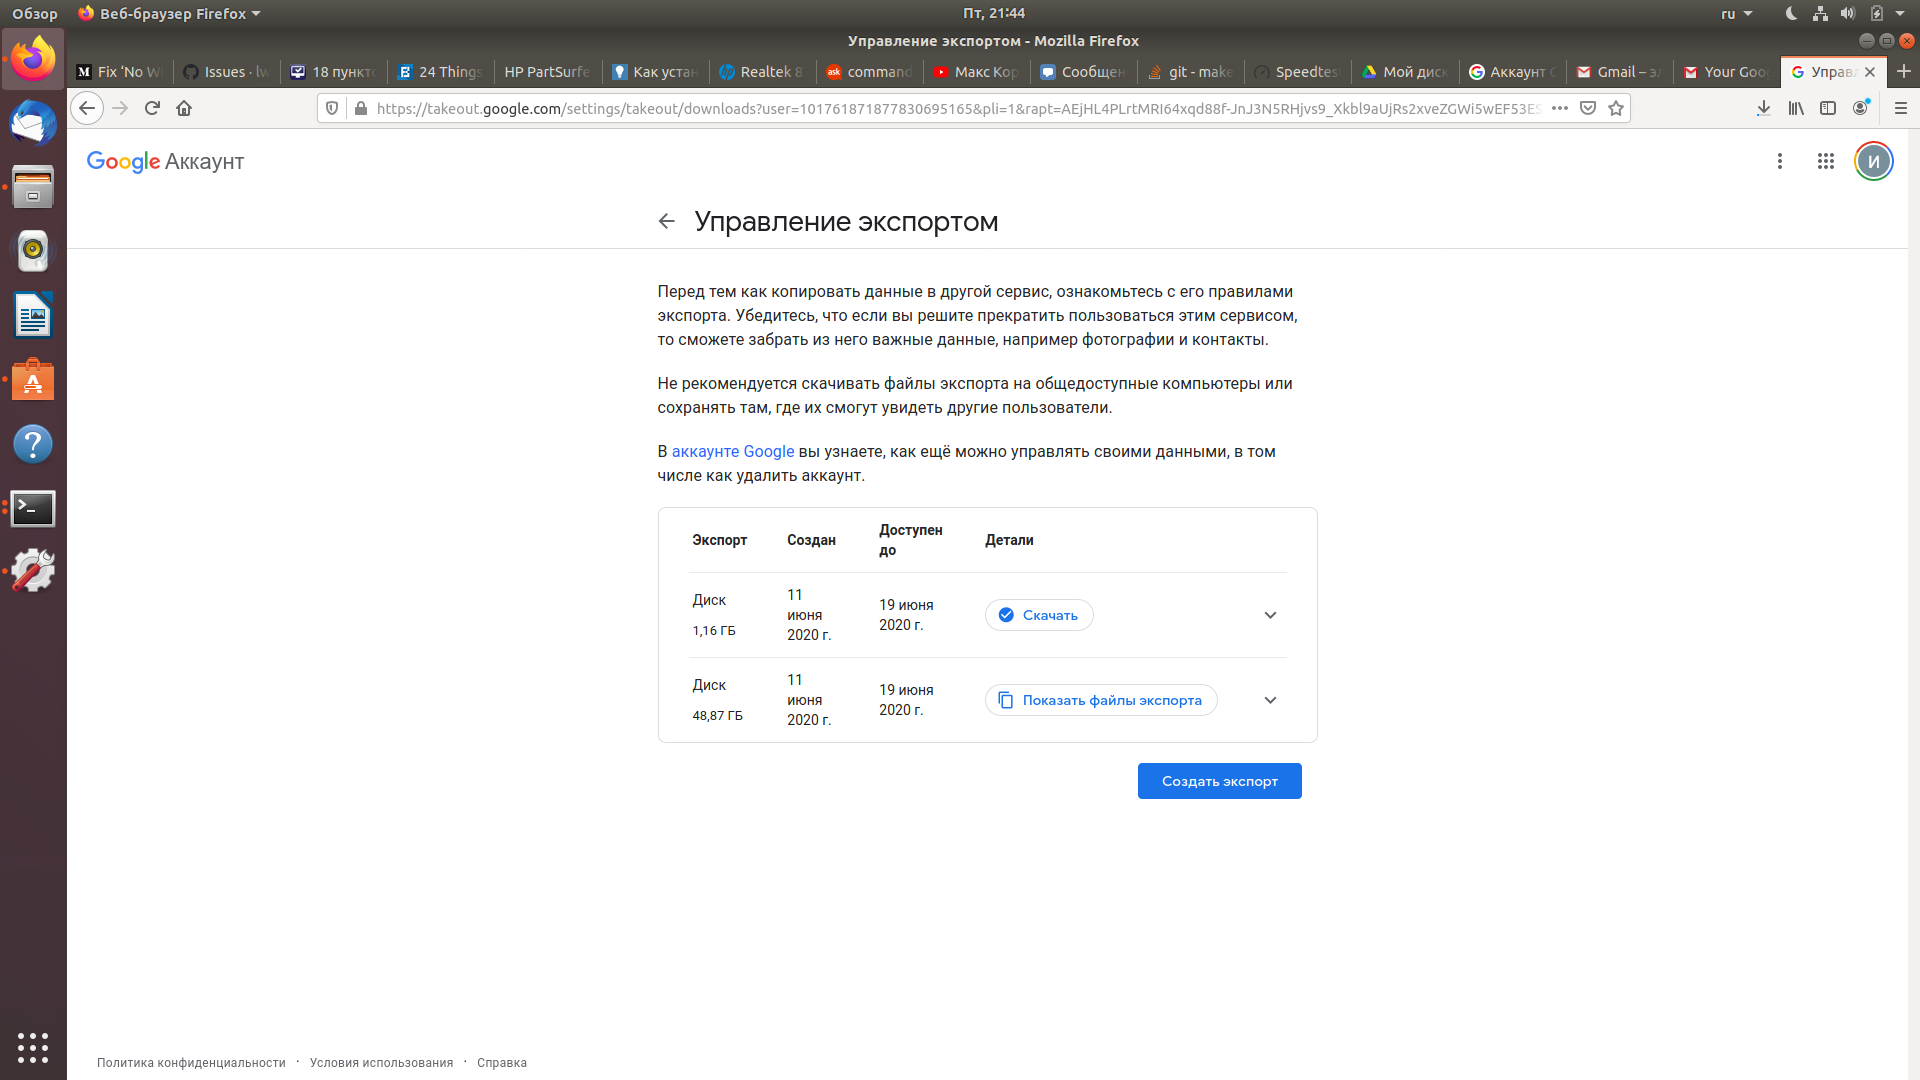 Обзор Веб-браузер Firefox Пт, 21:44 ru
Управление экспортом - Mozilla Firefox
Fix ‘No W Issues · lw 18 пункто 24 Things HP PartSurfe Как устан Realtek 8 command Макс Кор Сообщен git - make Speedtes Мой диск Аккаунт G Gmail – эл Your Goo Управл
https://takeout.google.com/settings/takeout/downloads?user=101761871877830695165&pli=1&rapt=AEjHL4PLrtMRI64xqd88f-JnJ3N5RHjvs9_Xkbl9aUjRs2xveZGWi5wEF53ES
Google Аккаунт
И
Управление экспортом
Перед тем как копировать данные в другой сервис, ознакомьтесь с его правилами
экспорта. Убедитесь, что если вы решите прекратить пользоваться этим сервисом,
то сможете забрать из него важные данные, например фотографии и контакты.
Не рекомендуется скачивать файлы экспорта на общедоступные компьютеры или
сохранять там, где их смогут увидеть другие пользователи.
В аккаунте Google вы узнаете, как ещё можно управлять своими данными, в том
числе как удалить аккаунт.
Экспорт Создан Доступен до Детали
Диск 11 июня 2020 г. 19 июня 2020 г. Скачать
1,16 ГБ
Диск 11 июня 2020 г. 19 июня 2020 г. Показать файлы экспорта
48,87 ГБ
Создать экспорт
Политика конфиденциальности · Условия использования · Справка